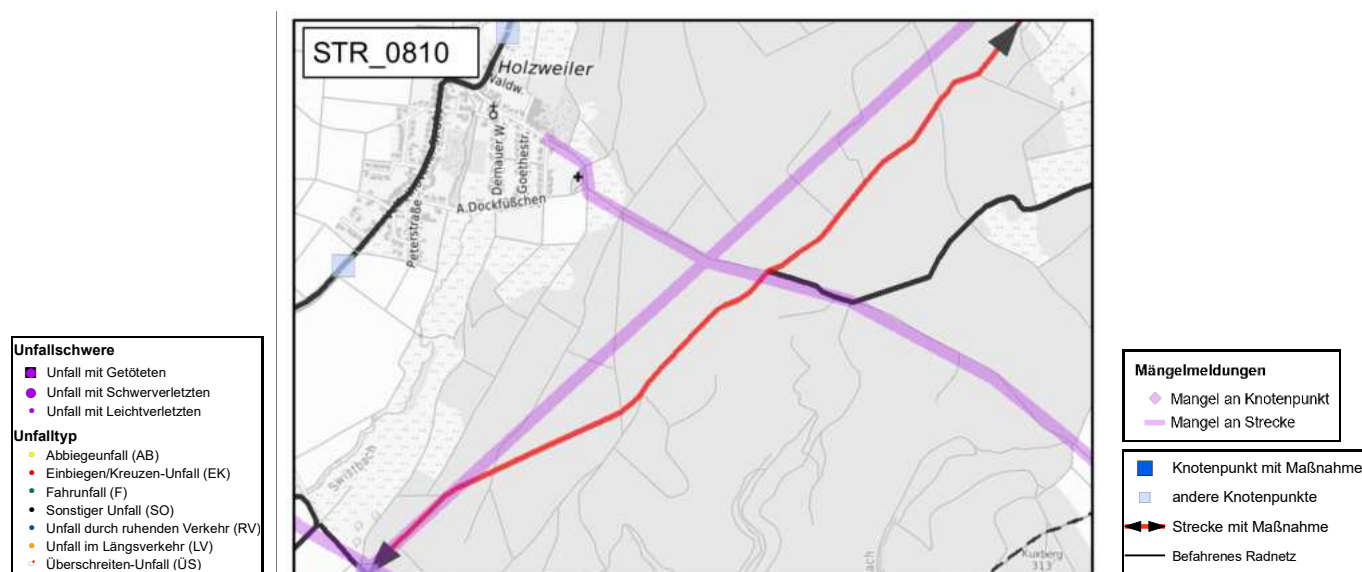 STR_0810
Holzweiler
Waldw.
Dernauer W.
Goethestr.
A.Dockfüßchen
Peterstraße
Swistbach
bach
Kuxberg
313
Unfallschwere
Unfall mit Getöteten
Unfall mit Schwerverletzten
Unfall mit Leichtverletzten
Unfalltyp
Abbiegeunfall (AB)
Einbiegen/Kreuzen-Unfall (EK)
Fahrunfall (F)
Sonstiger Unfall (SO)
Unfall durch ruhenden Verkehr (RV)
Unfall im Längsverkehr (LV)
Überschreiten-Unfall (ÜS)
Mängelmeldungen
Mangel an Knotenpunkt
Mangel an Strecke
Knotenpunkt mit Maßnahme
andere Knotenpunkte
Strecke mit Maßnahme
Befahrenes Radnetz